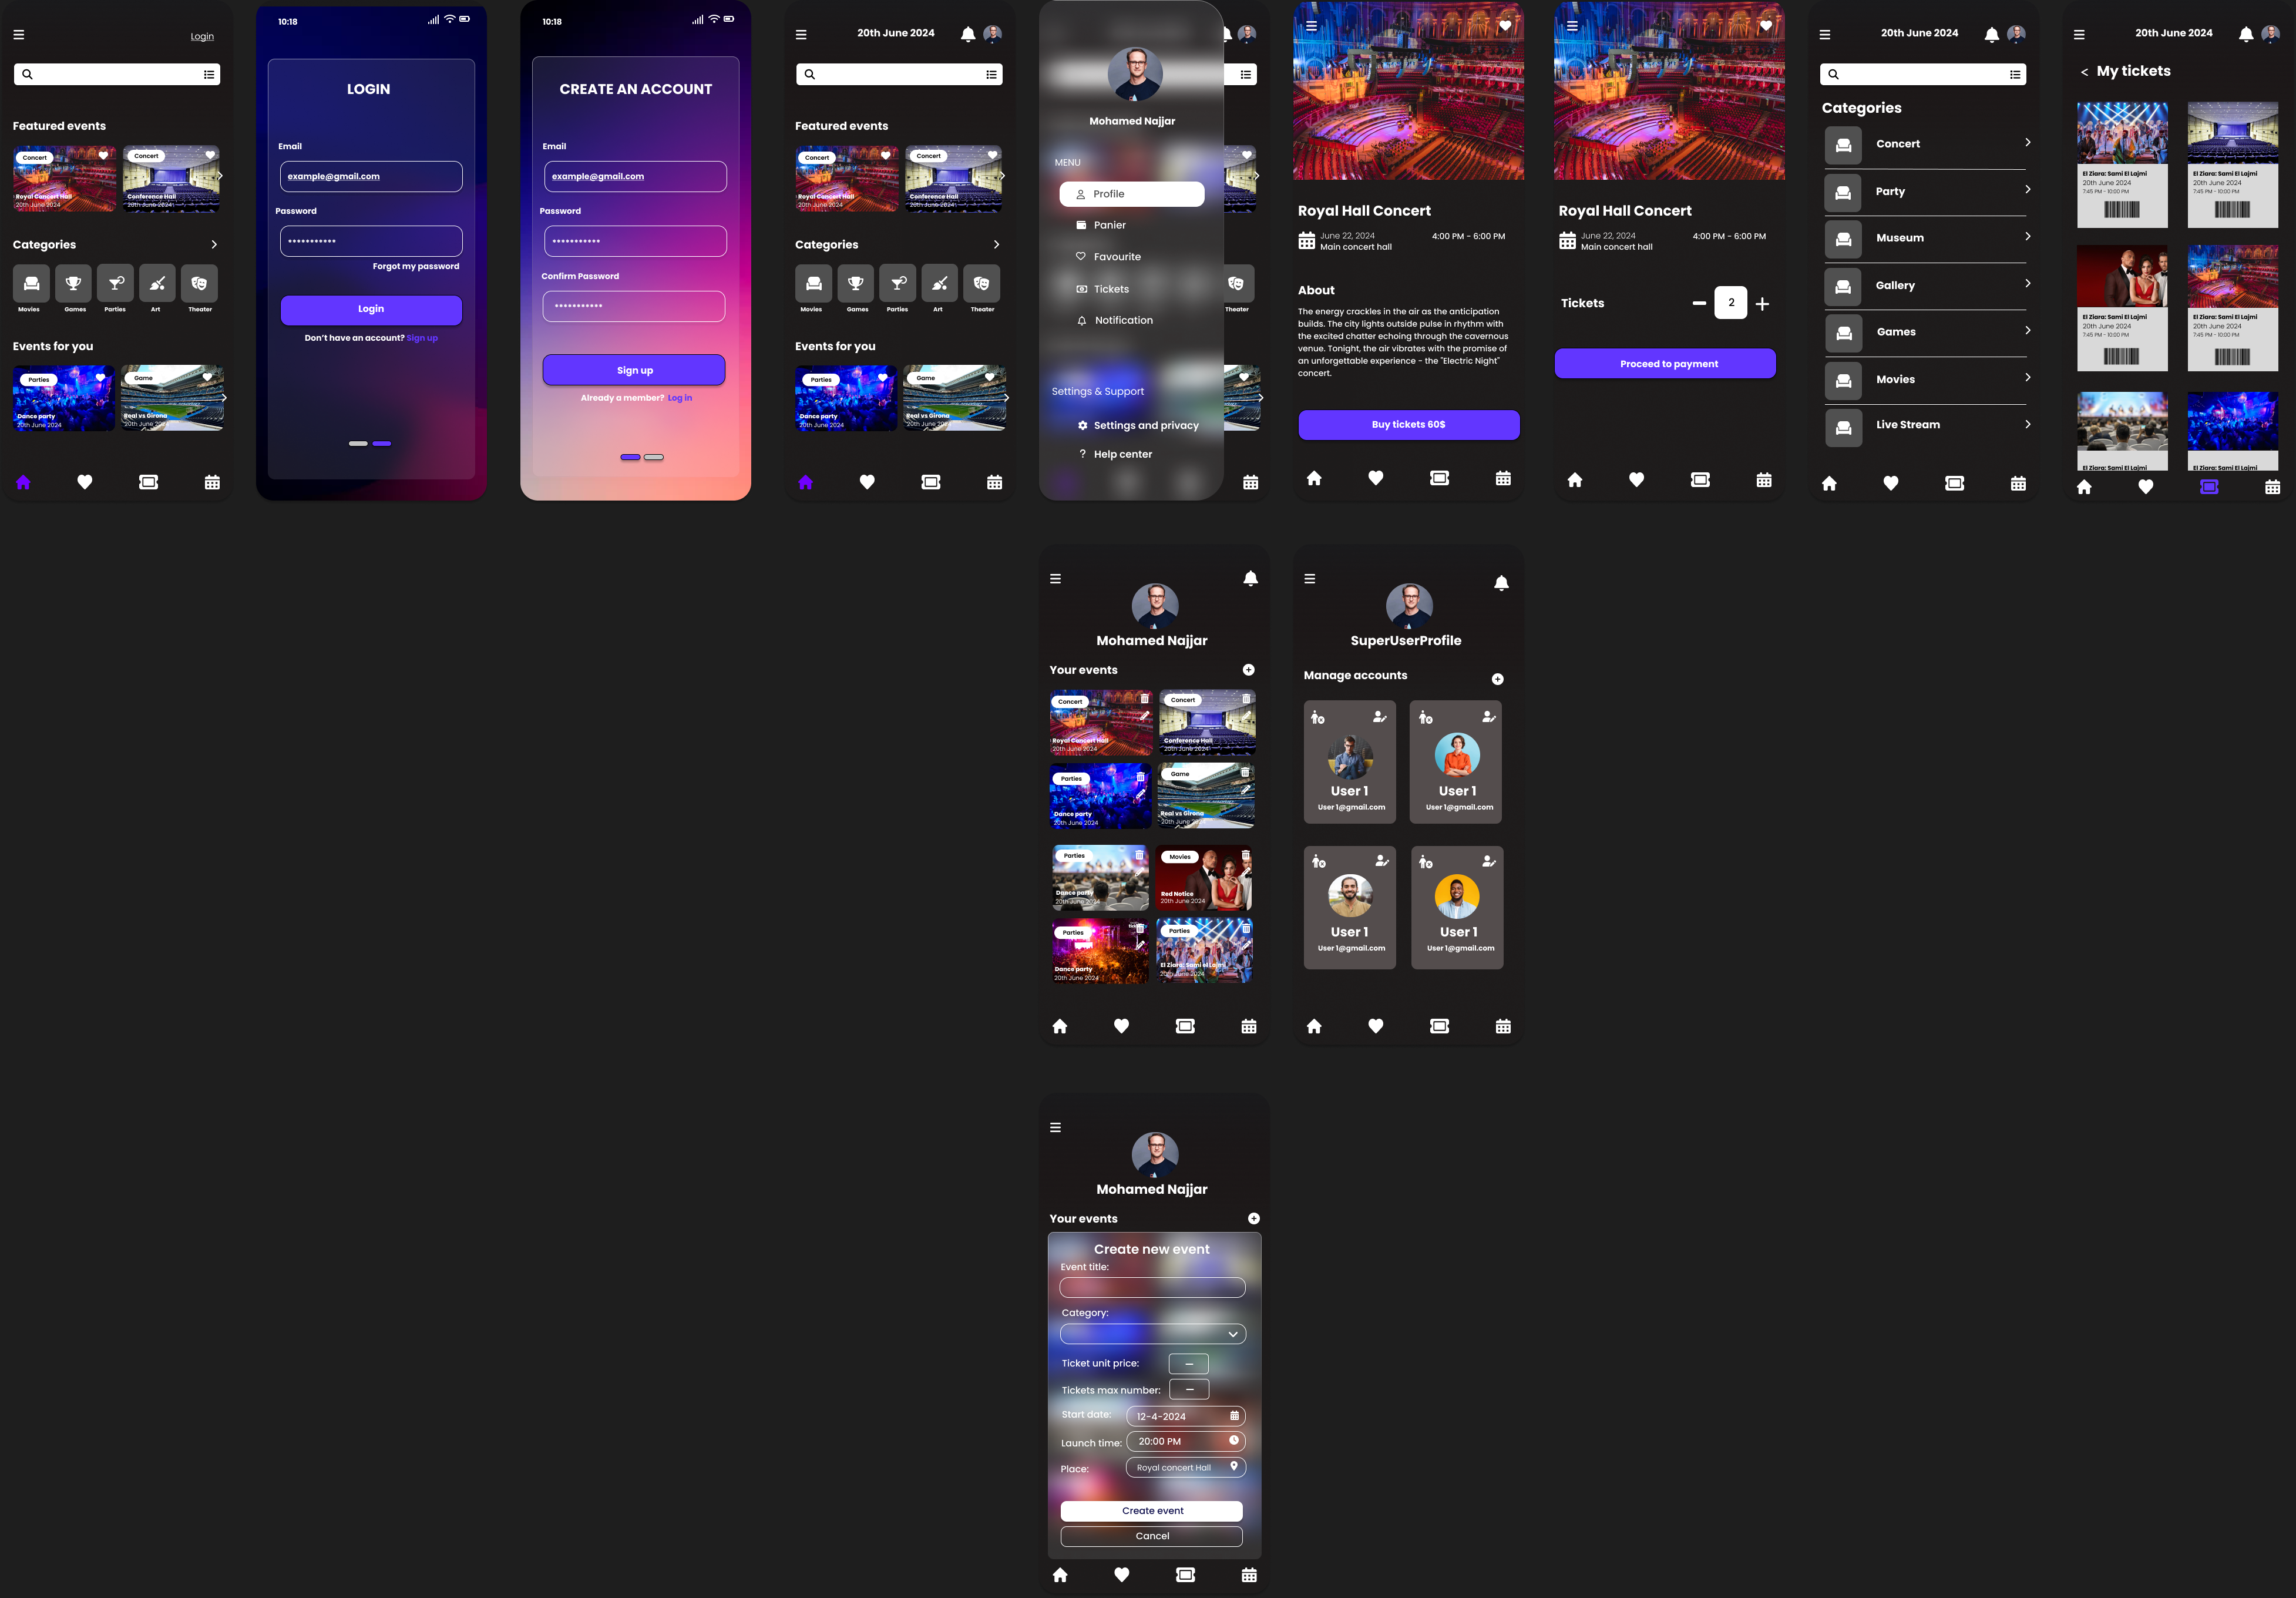 Login
Featured events
Concert
Royal Concert Hall
20th June 2024
Concert
Conference Hall
20th June 2024
Categories
Movies
Games
Parties
Art
Theater
Events for you
Parties
Dance party
20th June 2024
Game
Real vs Girona
20th June 2024
10:18
LOGIN
Email
example@gmail.com
Password
Forgot my password
Login
Don't have an account? Sign up
10:18
CREATE AN ACCOUNT
Email
example@gmail.com
Password
Confirm Password
Sign up
Already a member? Log in
20th June 2024
Featured events
Concert
Royal Concert Hall
20th June 2024
Concert
Conference Hall
20th June 2024
Categories
Movies
Games
Parties
Art
Theater
Events for you
Parties
Dance party
20th June 2024
Game
Real vs Girona
20th June 2024
Mohamed Najjar
MENU
Profile
Panier
Favourite
Tickets
Notification
Settings & Support
Settings and privacy
? Help center
Theater
Royal Hall Concert
June 22, 2024
Main concert hall
4:00 PM - 6:00 PM
About
The energy crackles in the air as the anticipation
builds. The city lights outside pulse in rhythm with
the excited chatter echoing through the cavernous
venue. Tonight, the air vibrates with the promise of
an unforgettable experience - the "Electric Night"
concert.
Buy tickets 60$
Royal Hall Concert
June 22, 2024
Main concert hall
4:00 PM - 6:00 PM
Tickets
2
Proceed to payment
20th June 2024
Categories
Concert
Party
Museum
Gallery
Games
Movies
Live Stream
20th June 2024
< My tickets
El Ziara: Sami El Lajmi
20th June 2024
7:45 PM - 10:00 PM
El Ziara: Sami El Lajmi
20th June 2024
7:45 PM - 10:00 PM
El Ziara: Sami El Lajmi
20th June 2024
7:45 PM - 10:00 PM
El Ziara: Sami El Lajmi
20th June 2024
7:45 PM - 10:00 PM
El Ziara: Sami El Lajmi
El Ziara: Sami El Lajmi
Mohamed Najjar
Your events
Concert
Royal Concert Hall
20th June 2024
Concert
Conference Hall
20th June 2024
Parties
Dance party
20th June 2024
Game
Real vs Girona
20th June 2024
Parties
Dance party
20th June 2024
Movies
Red Notice
20th June 2024
Parties
Dance party
20th June 2024
Parties
El Ziara: Sami el Lajmi
20th June 2024
SuperUserProfile
Manage accounts
User 1
User 1@gmail.com
User 1
User 1@gmail.com
User 1
User 1@gmail.com
User 1
User 1@gmail.com
Mohamed Najjar
Your events
Create new event
Event title:
Category:
Ticket unit price:
Tickets max number:
Start date:
12-4-2024
Launch time:
20:00 PM
Place:
Royal concert Hall
Create event
Cancel